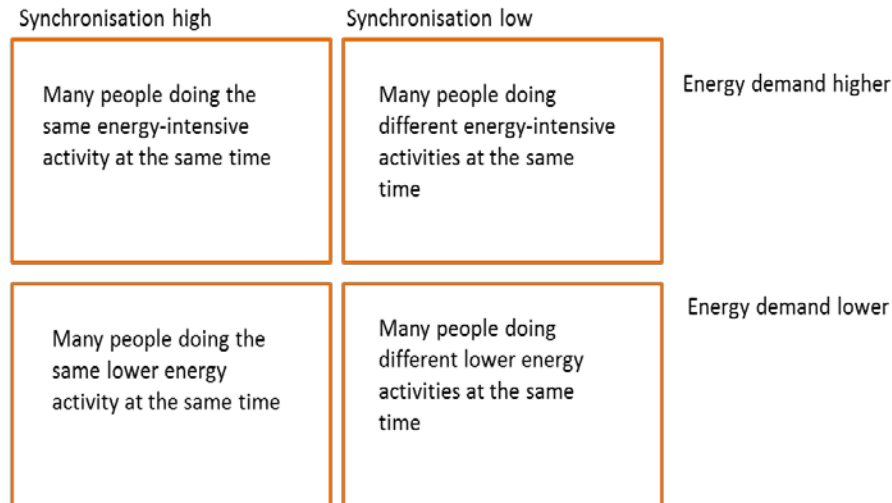 Synchronisation high
Synchronisation low
Many people doing the
same energy-intensive
activity at the same time
Many people doing
different energy-intensive
activities at the same
time
Energy demand higher
Many people doing the
same lower energy
activity at the same time
Many people doing
different lower energy
activities at the same
time
Energy demand lower